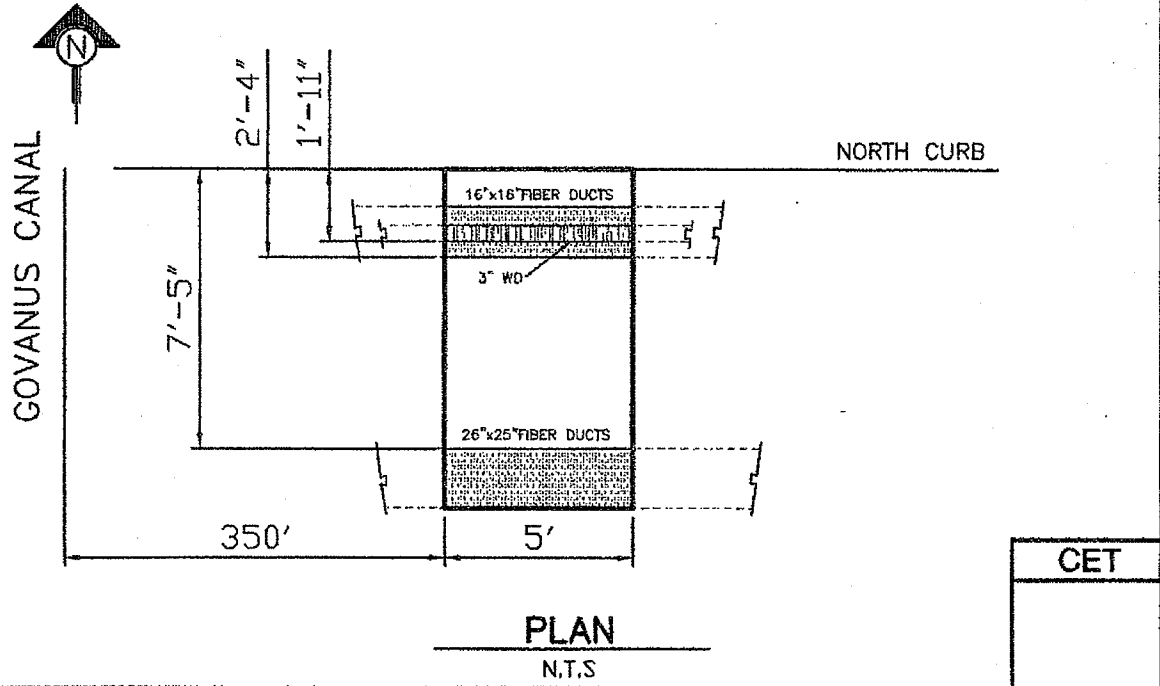 N
GOVANUS CANAL
2'-4"
1'-11"
7'-5"
NORTH CURB
16"x16"FIBER DUCTS
3" WD
26"x25"FIBER DUCTS
350'
5'
CET
PLAN
N.T.S